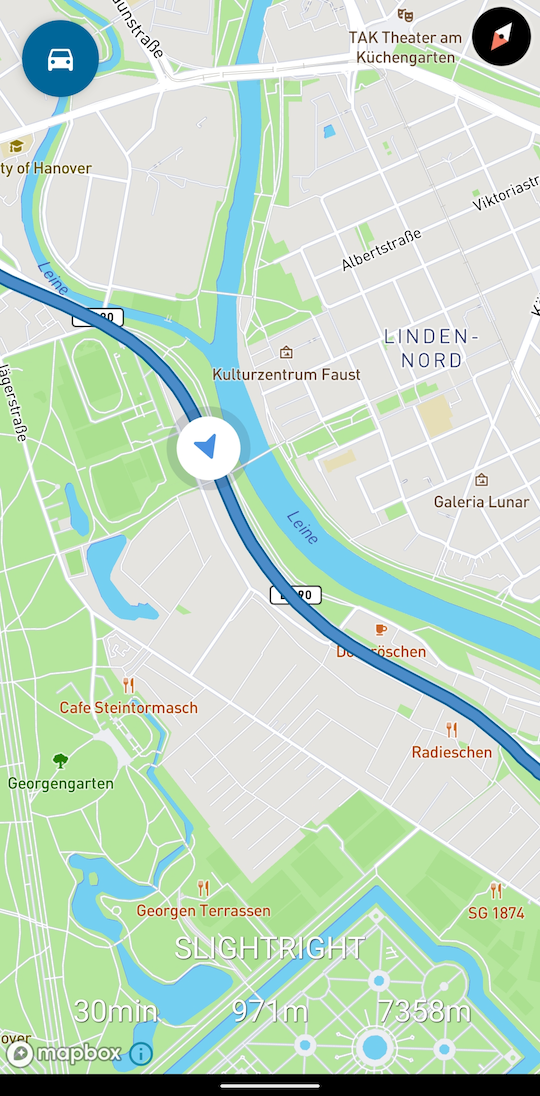 TAK Theater am
Küchengarten
ty of Hanover
Viktoriastr
Albertstraße
Leine
LINDEN-
NORD
Kulturzentrum Faust
Jägerstraße
Galeria Lunar
Leine
Cafe Steintormasch
Radieschen
Georgengarten
Georgen Terrassen
SG 1874
SLIGHTRIGHT
30min 971m 7358m
mapbox